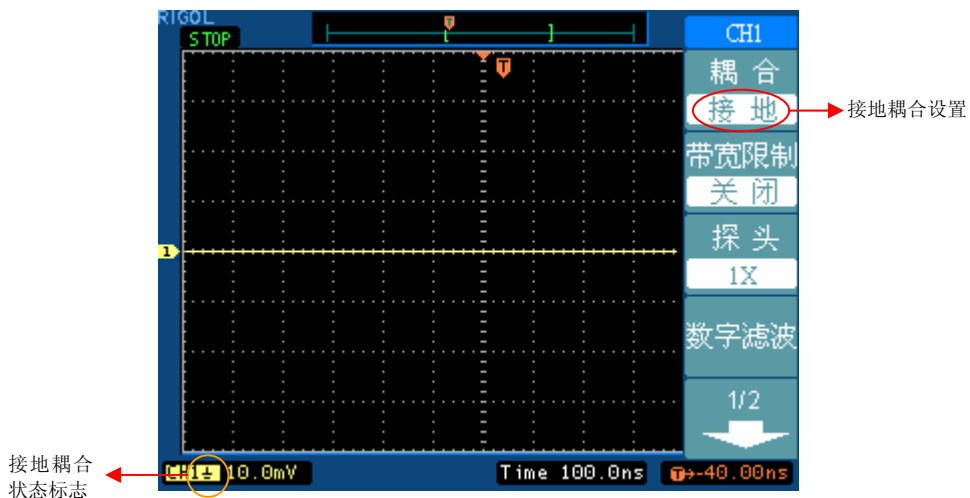 RIGOL
STOP
T
CH1
耦 合
接 地
接地耦合设置
带宽限制
关 闭
T
探 头
1X
1
数字滤波
1/2
接地耦合
状态标志
CH1 10.0mV
Time 100.0ns
T→-40.00ns